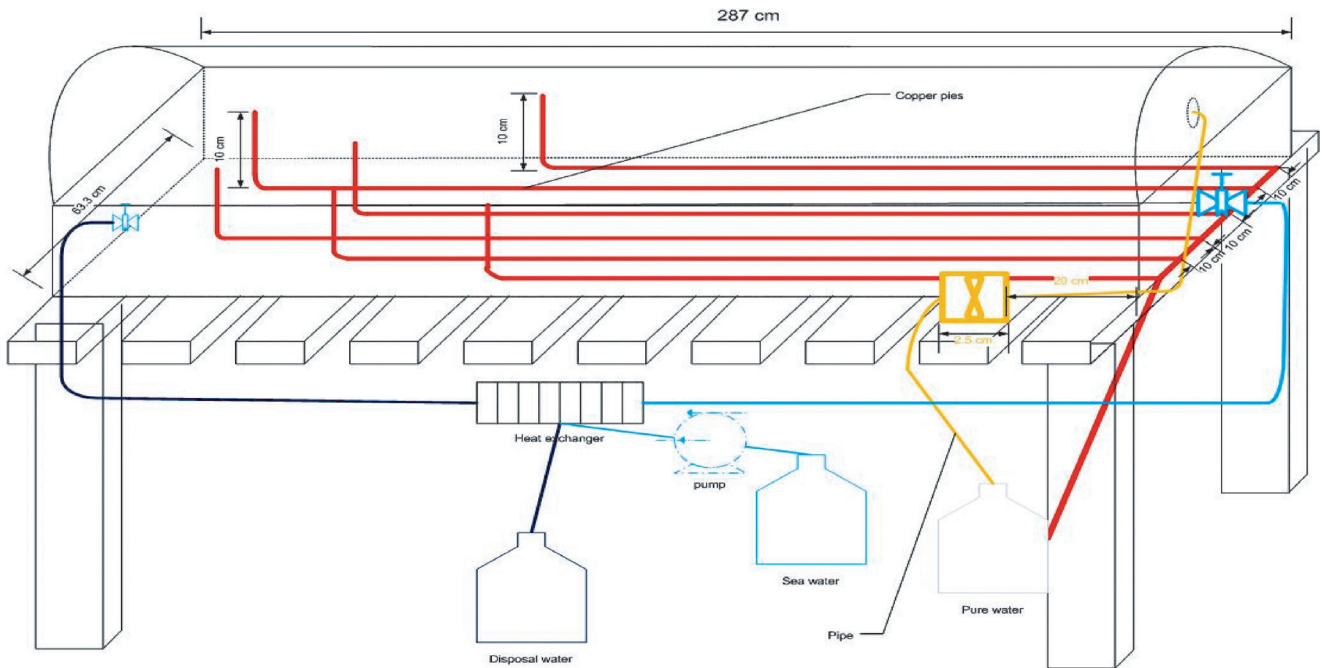 287 cm
Copper pies
10 cm
10 cm
63.3 cm
10 cm
10 cm
10 cm
20 cm
2.5 cm
Heat exchanger
pump
Sea water
Pure water
Pipe
Disposal water